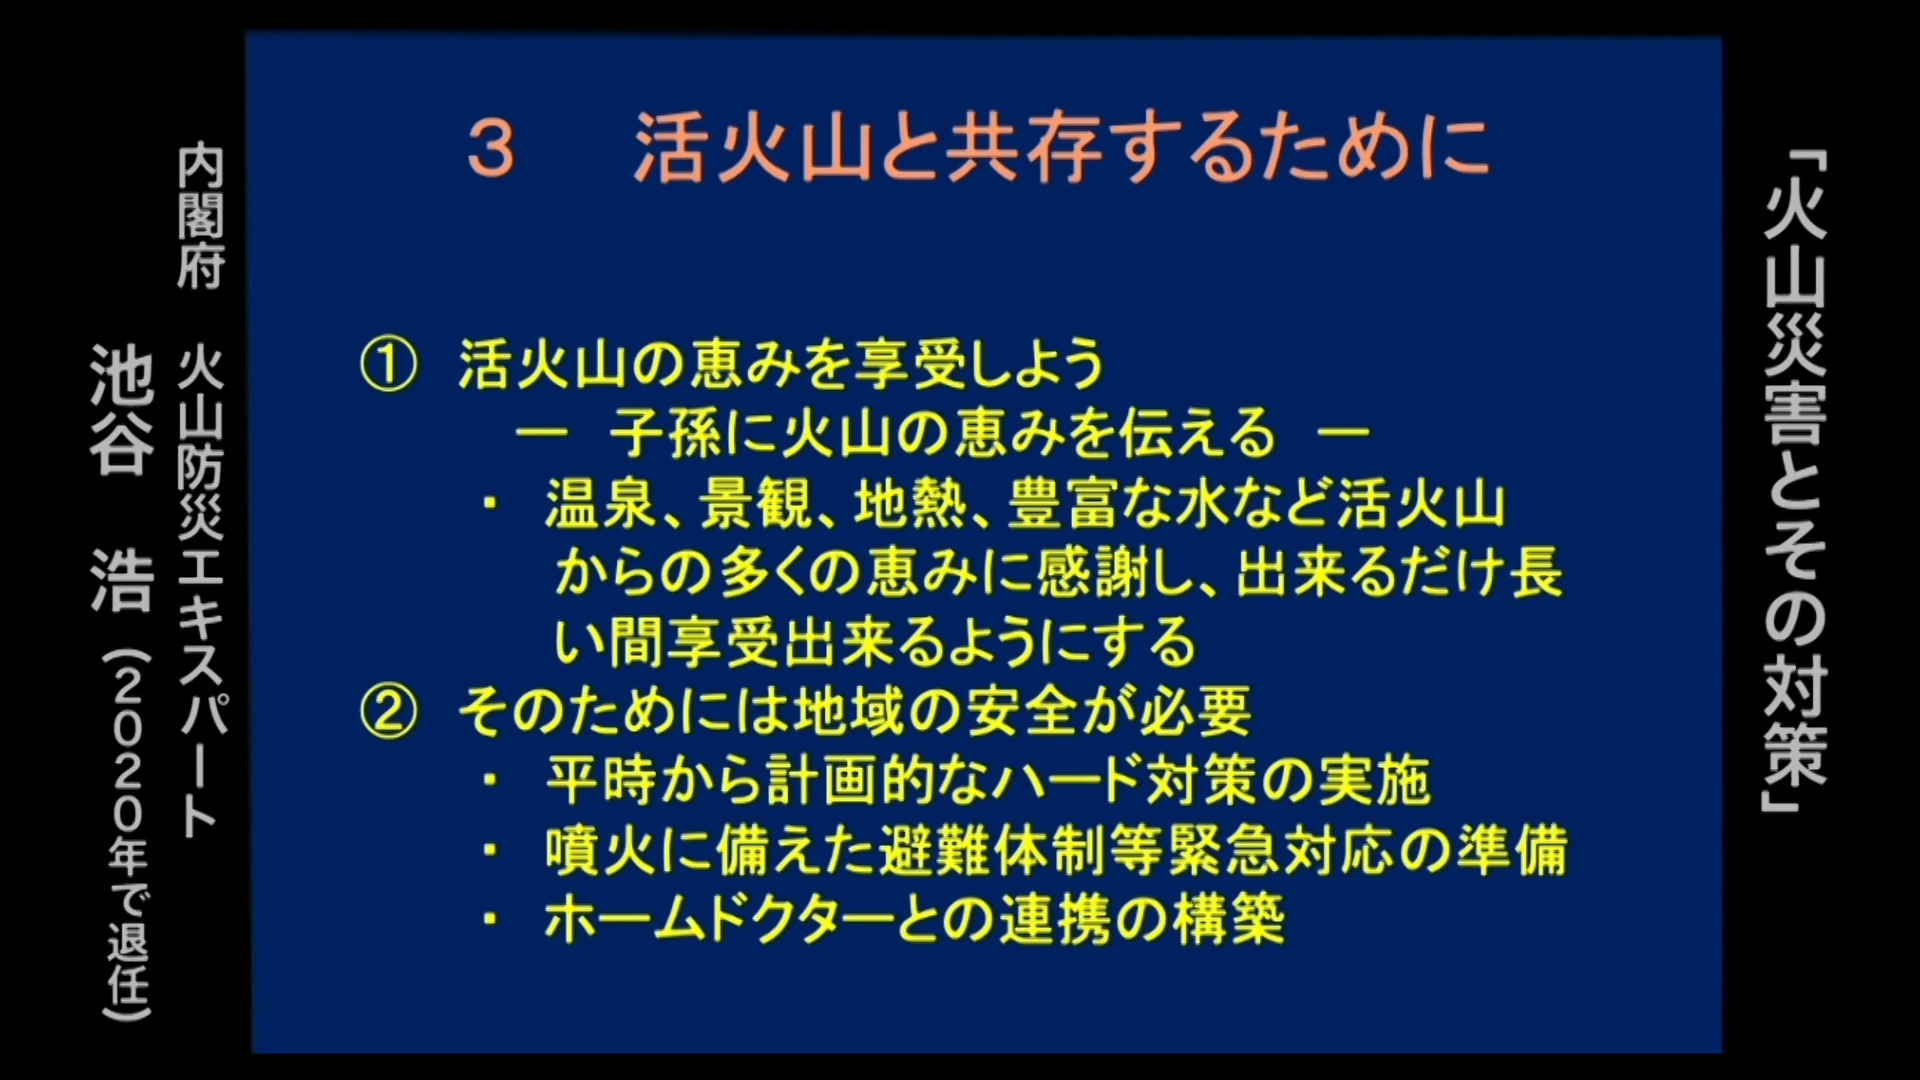 「火山災害とその対策」
内閣府　火山防災エキスパート
池谷　浩（２０２０年で退任）
３　活火山と共存するために
①　活火山の恵みを享受しよう
―　子孫に火山の恵みを伝える　―
・　温泉、景観、地熱、豊富な水など活火山
からの多くの恵みに感謝し、出来るだけ長
い間享受出来るようにする
②　そのためには地域の安全が必要
・　平時から計画的なハード対策の実施
・　噴火に備えた避難体制等緊急対応の準備
・　ホームドクターとの連携の構築